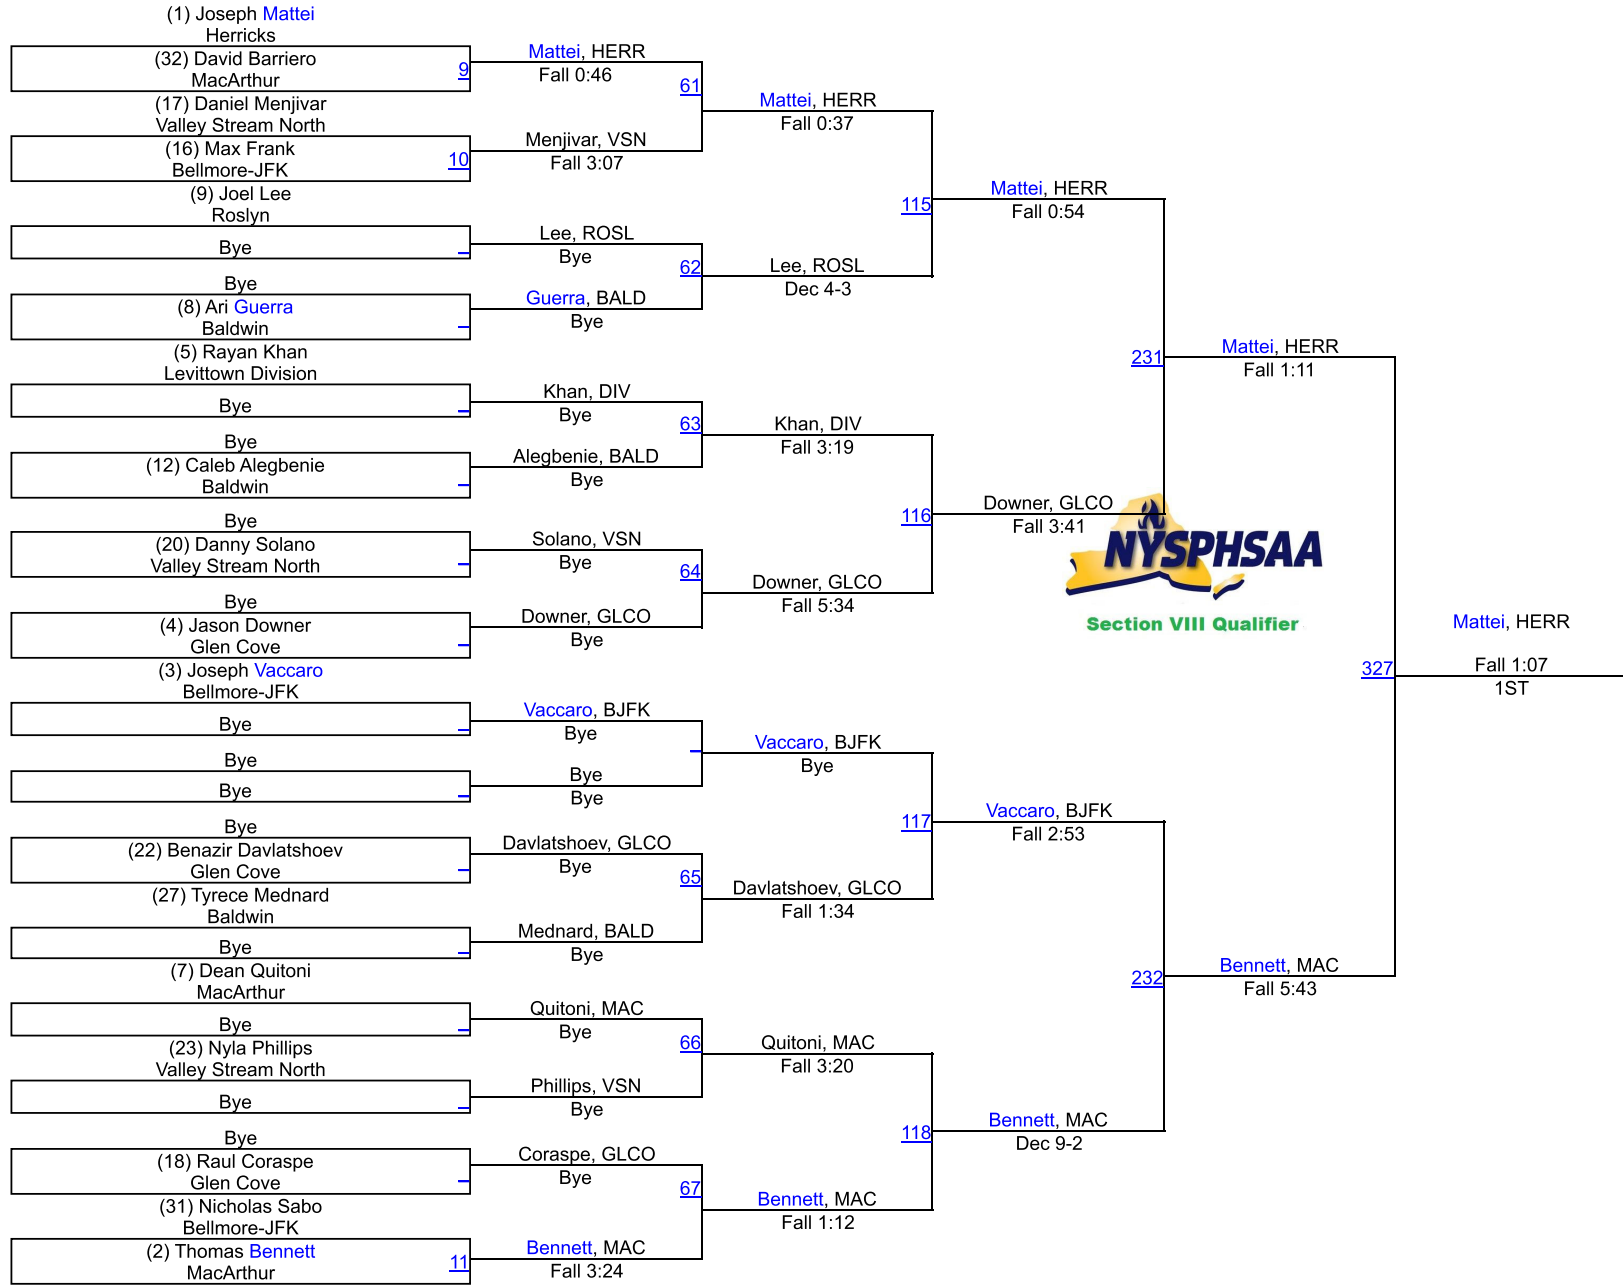 (1) Joseph Mattei
Herricks
(32) David Barriero
MacArthur
9
(17) Daniel Menjivar
Valley Stream North
(16) Max Frank
Bellmore-JFK
10
(9) Joel Lee
Roslyn
Bye
Bye
(8) Ari Guerra
Baldwin
(5) Rayan Khan
Levittown Division
Bye
Bye
(12) Caleb Alegbenie
Baldwin
Bye
(20) Danny Solano
Valley Stream North
Bye
(4) Jason Downer
Glen Cove
(3) Joseph Vaccaro
Bellmore-JFK
Bye
Bye
Bye
Bye
(22) Benazir Davlatshoev
Glen Cove
(27) Tyrece Mednard
Baldwin
Bye
(7) Dean Quitoni
MacArthur
Bye
(23) Nyla Phillips
Valley Stream North
Bye
Bye
(18) Raul Coraspe
Glen Cove
(31) Nicholas Sabo
Bellmore-JFK
(2) Thomas Bennett
MacArthur
11
Mattei, HERR
Fall 0:46
61
Menjivar, VSN
Fall 3:07
Lee, ROSL
Bye
62
Guerra, BALD
Bye
Khan, DIV
Bye
63
Alegbenie, BALD
Bye
Solano, VSN
Bye
64
Downer, GLCO
Bye
Vaccaro, BJFK
Bye
Bye
Bye
Davlatshoev, GLCO
Bye
65
Mednard, BALD
Bye
Quitoni, MAC
Bye
66
Phillips, VSN
Bye
Coraspe, GLCO
Bye
67
Bennett, MAC
Fall 3:24
Mattei, HERR
Fall 0:37
115
Lee, ROSL
Dec 4-3
Khan, DIV
Fall 3:19
116
Downer, GLCO
Fall 5:34
Vaccaro, BJFK
Bye
117
Davlatshoev, GLCO
Fall 1:34
Quitoni, MAC
Fall 3:20
118
Bennett, MAC
Fall 1:12
Mattei, HERR
Fall 0:54
231
Downer, GLCO
Fall 3:41
Vaccaro, BJFK
Fall 2:53
232
Bennett, MAC
Dec 9-2
Mattei, HERR
Fall 1:11
NYSPHSAA
Section VIII Qualifier
327
Bennett, MAC
Fall 5:43
Mattei, HERR
Fall 1:07
1ST